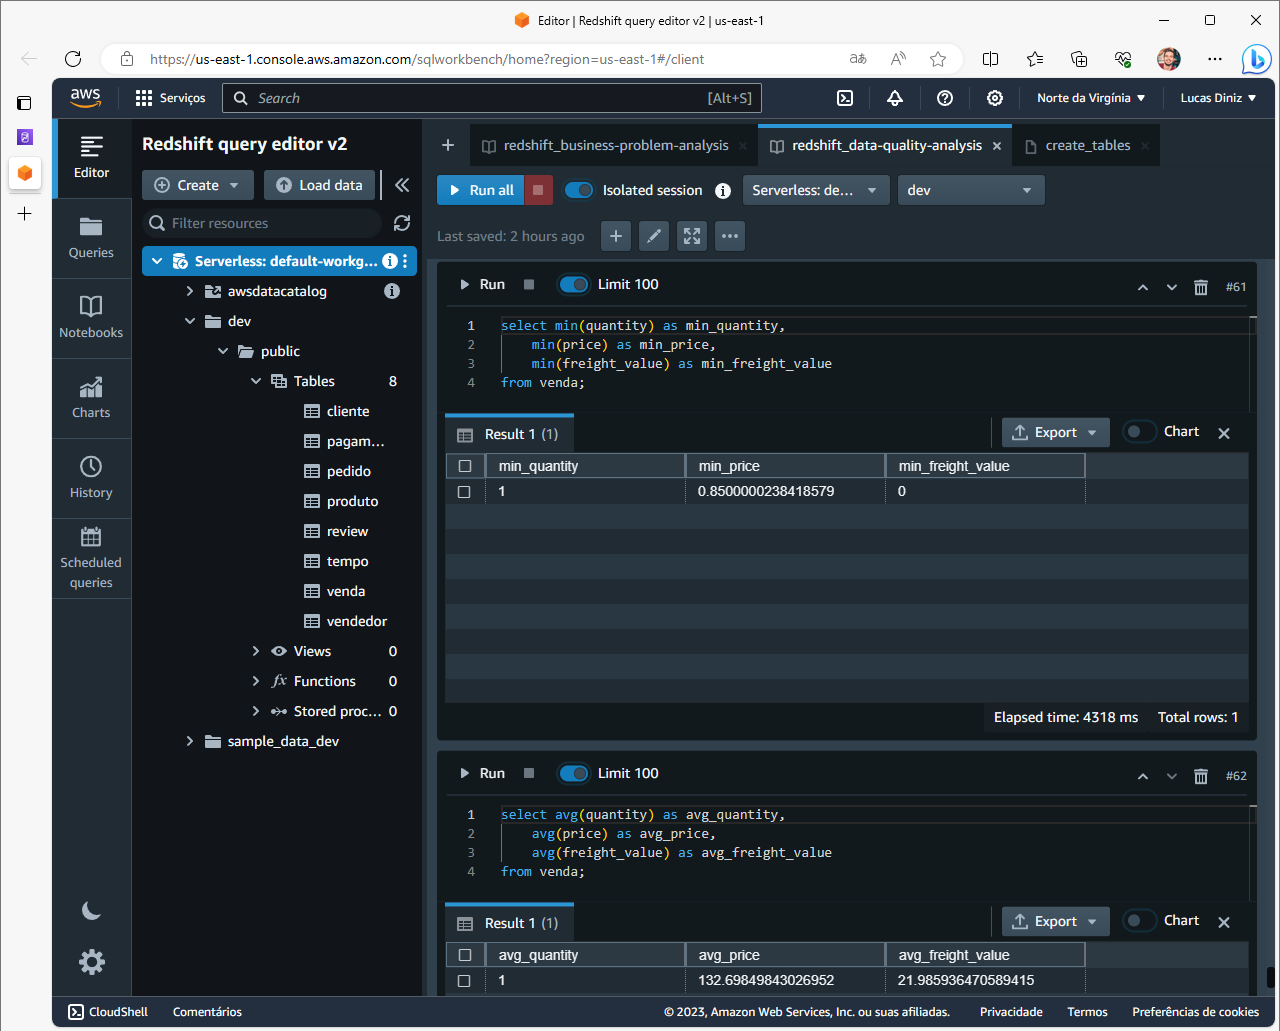 Editor | Redshift query editor v2 | us-east-1
https://us-east-1.console.aws.amazon.com/sqlworkbench/home?region=us-east-1#/client
aあ
aws
Serviços
Search
[Alt+S]
Norte da Virgínia
Lucas Diniz
Editor
Queries
Notebooks
Charts
History
Scheduled
queries
Redshift query editor v2
Create
Load data
Filter resources
Serverless: default-workg...
awsdatacatalog
dev
public
Tables 8
cliente
pagam...
pedido
produto
review
tempo
venda
vendedor
Views 0
fx Functions 0
Stored proc... 0
sample_data_dev
redshift_business-problem-analysis
redshift_data-quality-analysis
create_tables
Run all
Isolated session
Serverless: de...
dev
Last saved: 2 hours ago
Run
Limit 100
#61
1 select min(quantity) as min_quantity,
2 min(price) as min_price,
3 min(freight_value) as min_freight_value
4 from venda;
Result 1 (1)
Export
Chart
min_quantity min_price min_freight_value
1 0.8500000238418579 0
Elapsed time: 4318 ms Total rows: 1
Run
Limit 100
#62
1 select avg(quantity) as avg_quantity,
2 avg(price) as avg_price,
3 avg(freight_value) as avg_freight_value
4 from venda;
Result 1 (1)
Export
Chart
avg_quantity avg_price avg_freight_value
1 132.69849843026952 21.985936470589415
CloudShell
Comentários
© 2023, Amazon Web Services, Inc. ou suas afiliadas.
Privacidade
Termos
Preferências de cookies